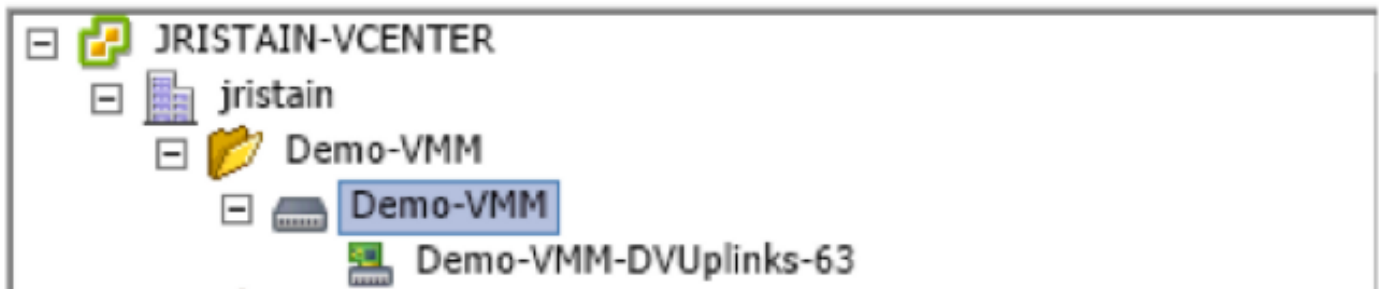 JRISTAIN-VCENTER
jristain
Demo-VMM
Demo-VMM
Demo-VMM-DVUplinks-63